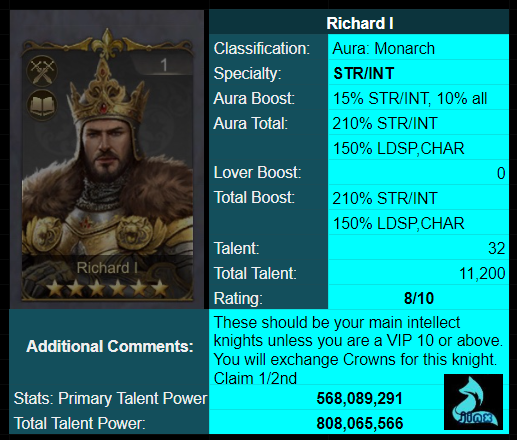 Richard I
1
Classification: Aura: Monarch
Specialty: STR/INT
Aura Boost: 15% STR/INT, 10% all
Aura Total: 210% STR/INT
150% LDSP,CHAR
Lover Boost: 0
Total Boost: 210% STR/INT
150% LDSP,CHAR
Talent: 32
Total Talent: 11,200
Rating: 8/10
Richard I
Additional Comments:
These should be your main intellect
knights unless you are a VIP 10 or above.
You will exchange Crowns for this knight.
Claim 1/2nd
Stats: Primary Talent Power 568,089,291
Total Talent Power: 808,065,566